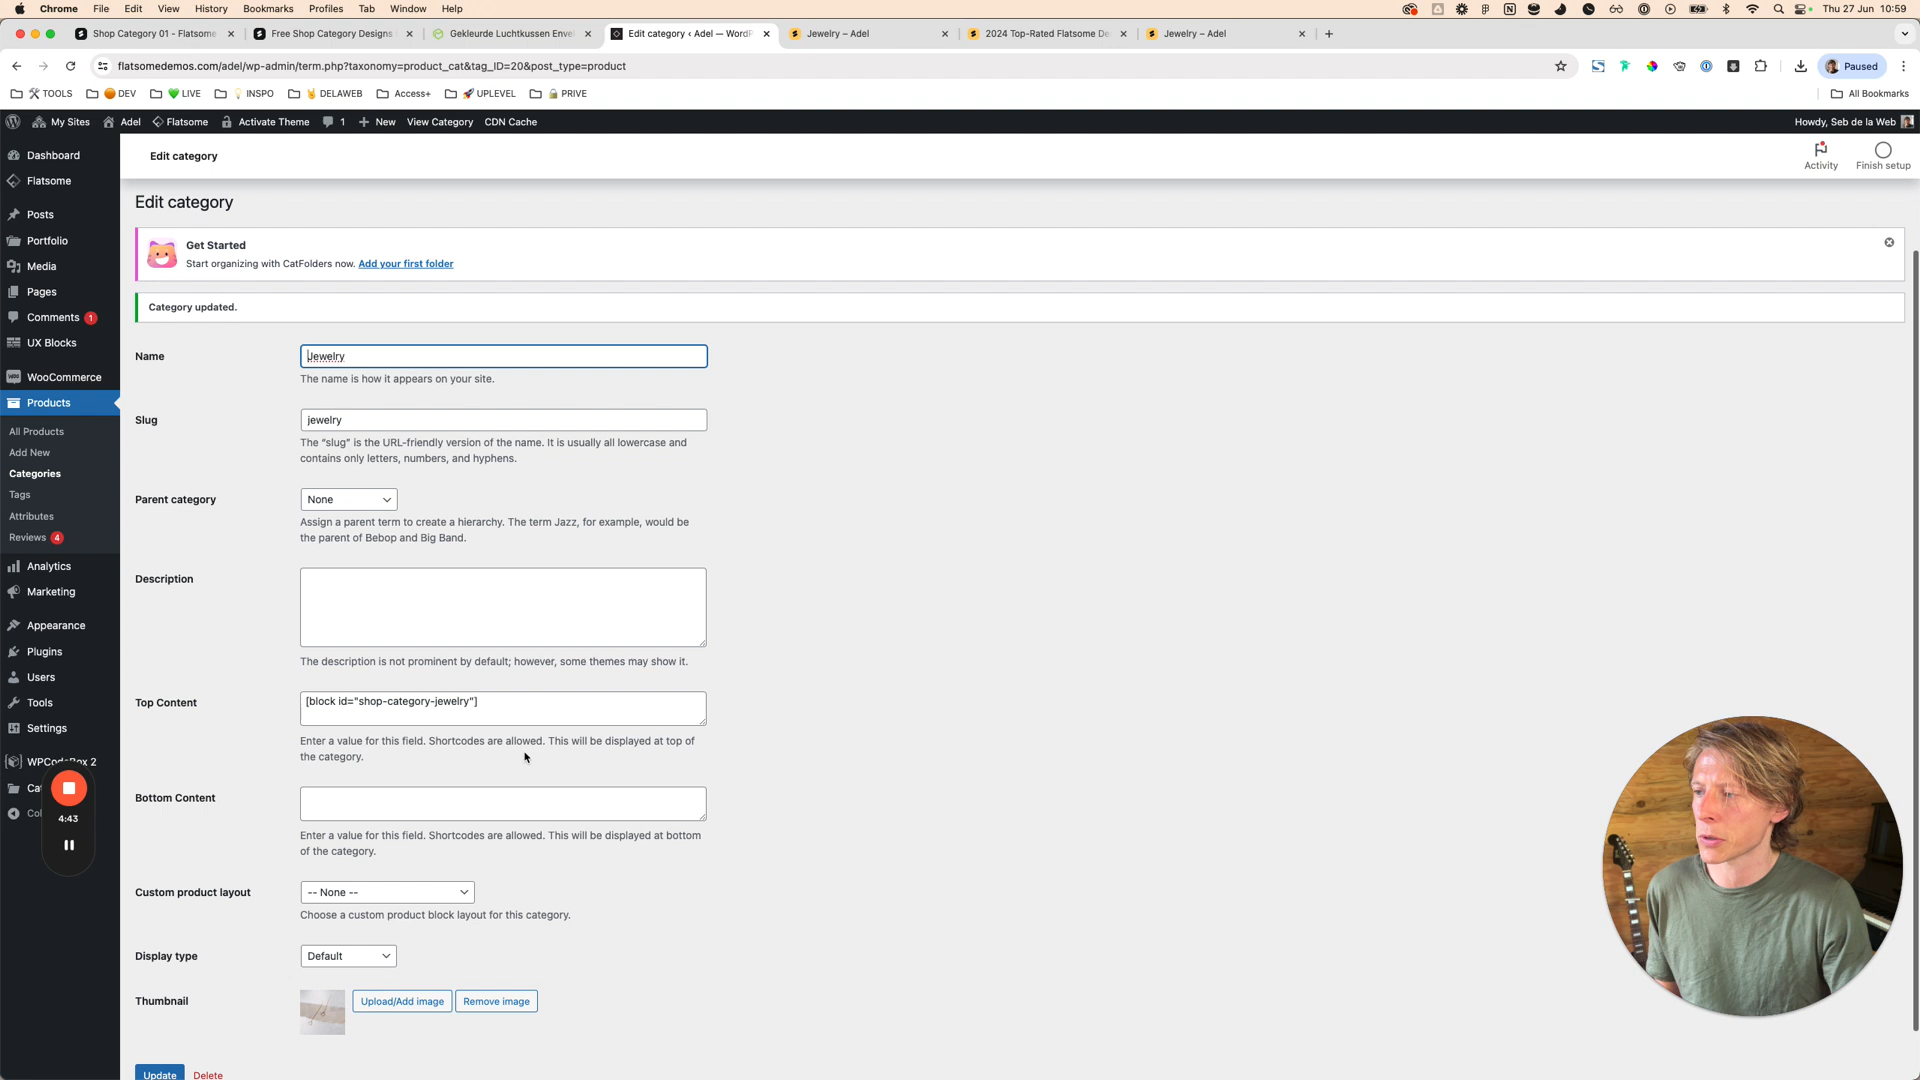 Chrome File Edit View History Bookmarks Profiles Tab Window Help Thu 27 Jun 10:59
Shop Category 01 - Flatsome Free Shop Category Designs Gekleurde Luchtkussen Enve Edit category ‹ Adel — WordP Jewelry – Adel 2024 Top-Rated Flatsome De Jewelry – Adel
flatsomedemos.com/adel/wp-admin/term.php?taxonomy=product_cat&tag_ID=20&post_type=product Paused
TOOLS DEV LIVE INSPO DELAWEB Access+ UPLEVEL PRIVE All Bookmarks
My Sites Adel Flatsome Activate Theme 1 New View Category CDN Cache Howdy, Seb de la Web
Dashboard
Flatsome
Posts
Portfolio
Media
Pages
Comments 1
UX Blocks
WooCommerce
Products
All Products
Add New
Categories
Tags
Attributes
Reviews 4
Analytics
Marketing
Appearance
Plugins
Users
Tools
Settings
4:43
Edit category
Activity
Finish setup
Edit category
Get Started
Start organizing with CatFolders now. Add your first folder
Category updated.
Name
Jewelry
The name is how it appears on your site.
Slug
jewelry
The “slug” is the URL-friendly version of the name. It is usually all lowercase and
contains only letters, numbers, and hyphens.
Parent category
None
Assign a parent term to create a hierarchy. The term Jazz, for example, would be
the parent of Bebop and Big Band.
Description
The description is not prominent by default; however, some themes may show it.
Top Content
[block id="shop-category-jewelry"]
Enter a value for this field. Shortcodes are allowed. This will be displayed at top of
the category.
Bottom Content
Enter a value for this field. Shortcodes are allowed. This will be displayed at bottom
of the category.
Custom product layout
-- None --
Choose a custom product block layout for this category.
Display type
Default
Thumbnail
Upload/Add image Remove image
Update Delete